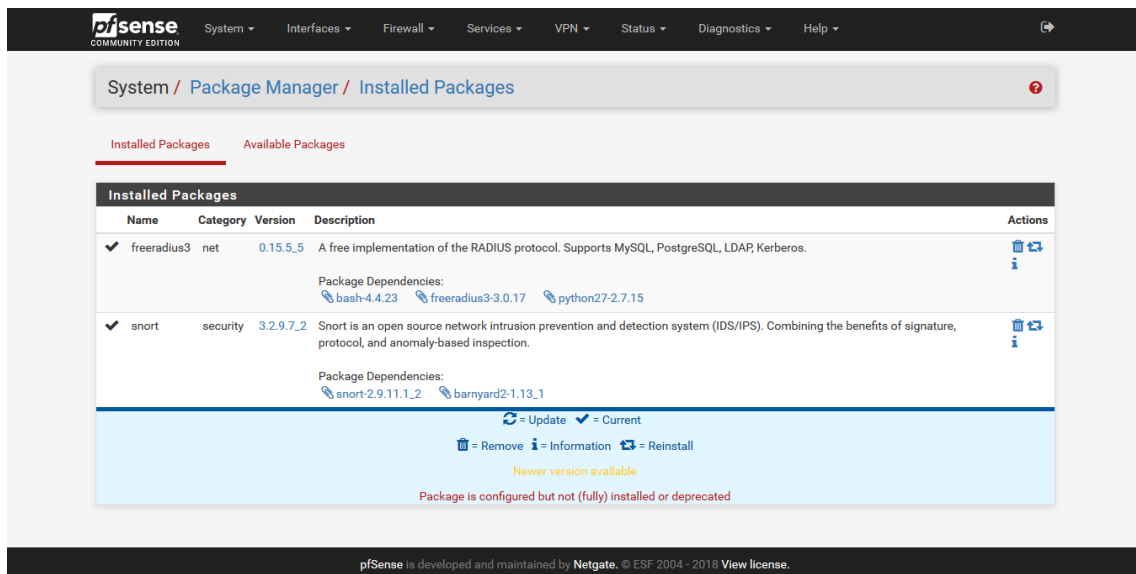 pfsense
COMMUNITY EDITION
System Interfaces Firewall Services VPN Status Diagnostics Help
System / Package Manager / Installed Packages
Installed Packages Available Packages
Installed Packages
Name Category Version Description Actions
freeradius3 net 0.15.5_5 A free implementation of the RADIUS protocol. Supports MySQL, PostgreSQL, LDAP, Kerberos.
Package Dependencies:
bash-4.4.23 freeradius3-3.0.17 python27-2.7.15
snort security 3.2.9.7_2 Snort is an open source network intrusion prevention and detection system (IDS/IPS). Combining the benefits of signature,
protocol, and anomaly-based inspection.
Package Dependencies:
snort-2.9.11.1_2 barnyard2-1.13_1
= Update = Current
= Remove = Information = Reinstall
Newer version available
Package is configured but not (fully) installed or deprecated
pfSense is developed and maintained by Netgate. © ESF 2004 - 2018 View license.